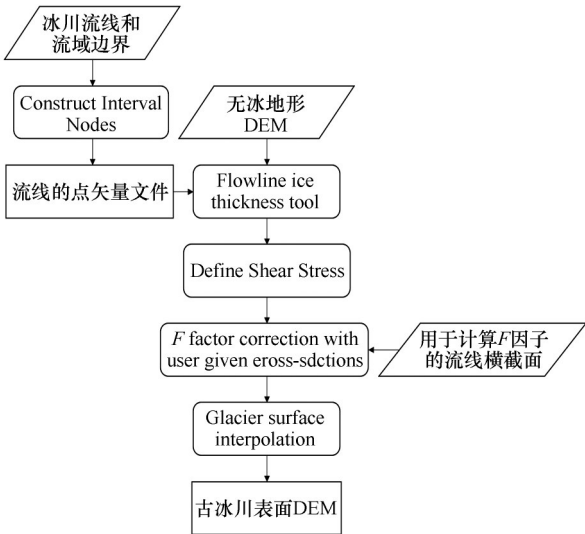 冰川流线和
流域边界
Construct Interval
Nodes
无冰地形
DEM
流线的点矢量文件
Flowline ice
thickness tool
Define Shear Stress
F factor correction with
user given eross-sdctions
用于计算F因子
的流线横截面
Glacier surface
interpolation
古冰川表面DEM